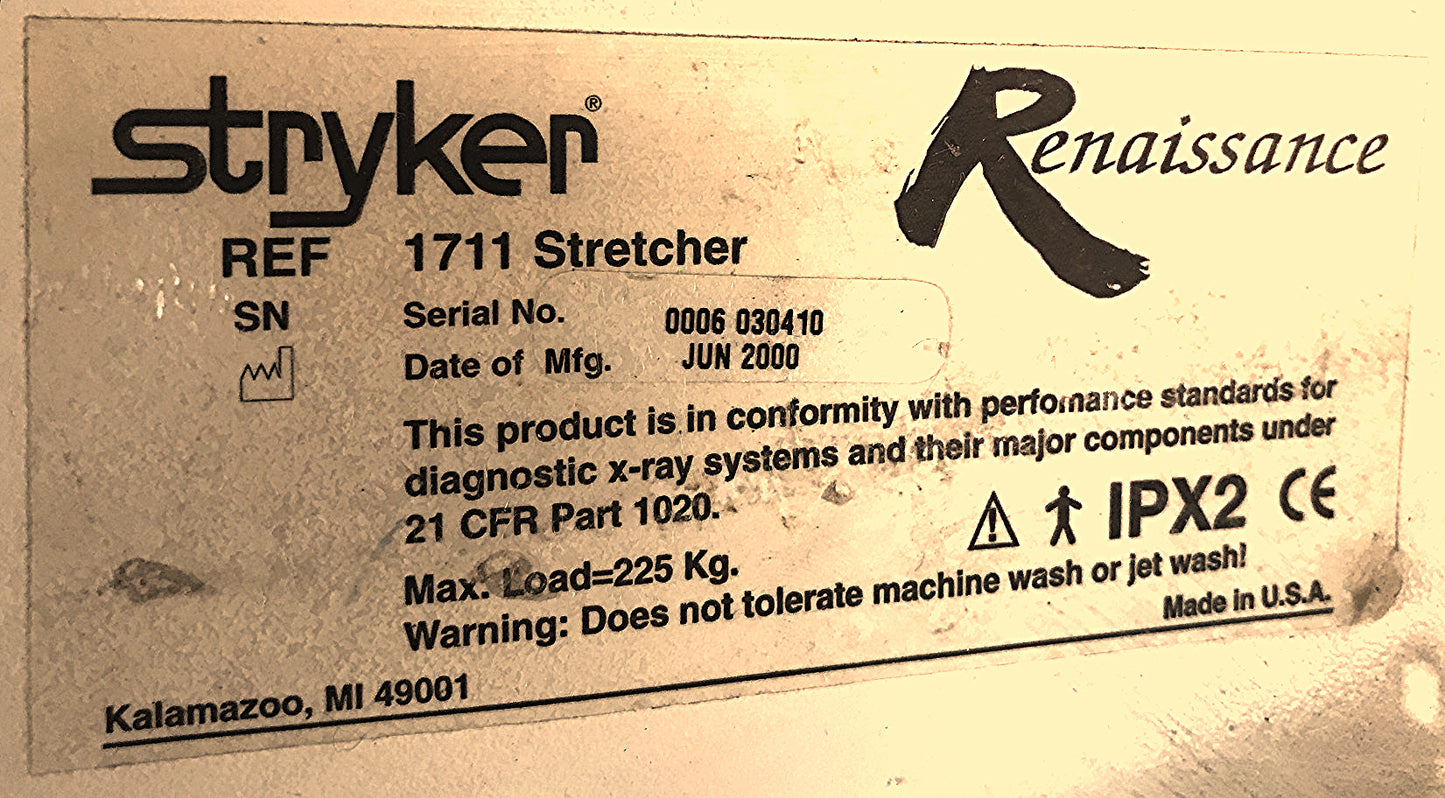 stryker®
Renaissance
REF 1711 Stretcher
SN Serial No. 0006 030410
Date of Mfg. JUN 2000
This product is in conformity with perfomance standards for
diagnostic x-ray systems and their major components under
21 CFR Part 1020.
IPX2 CE
Max. Load=225 Kg.
Warning: Does not tolerate machine wash or jet wash!
Made in U.S.A.
Kalamazoo, MI 49001